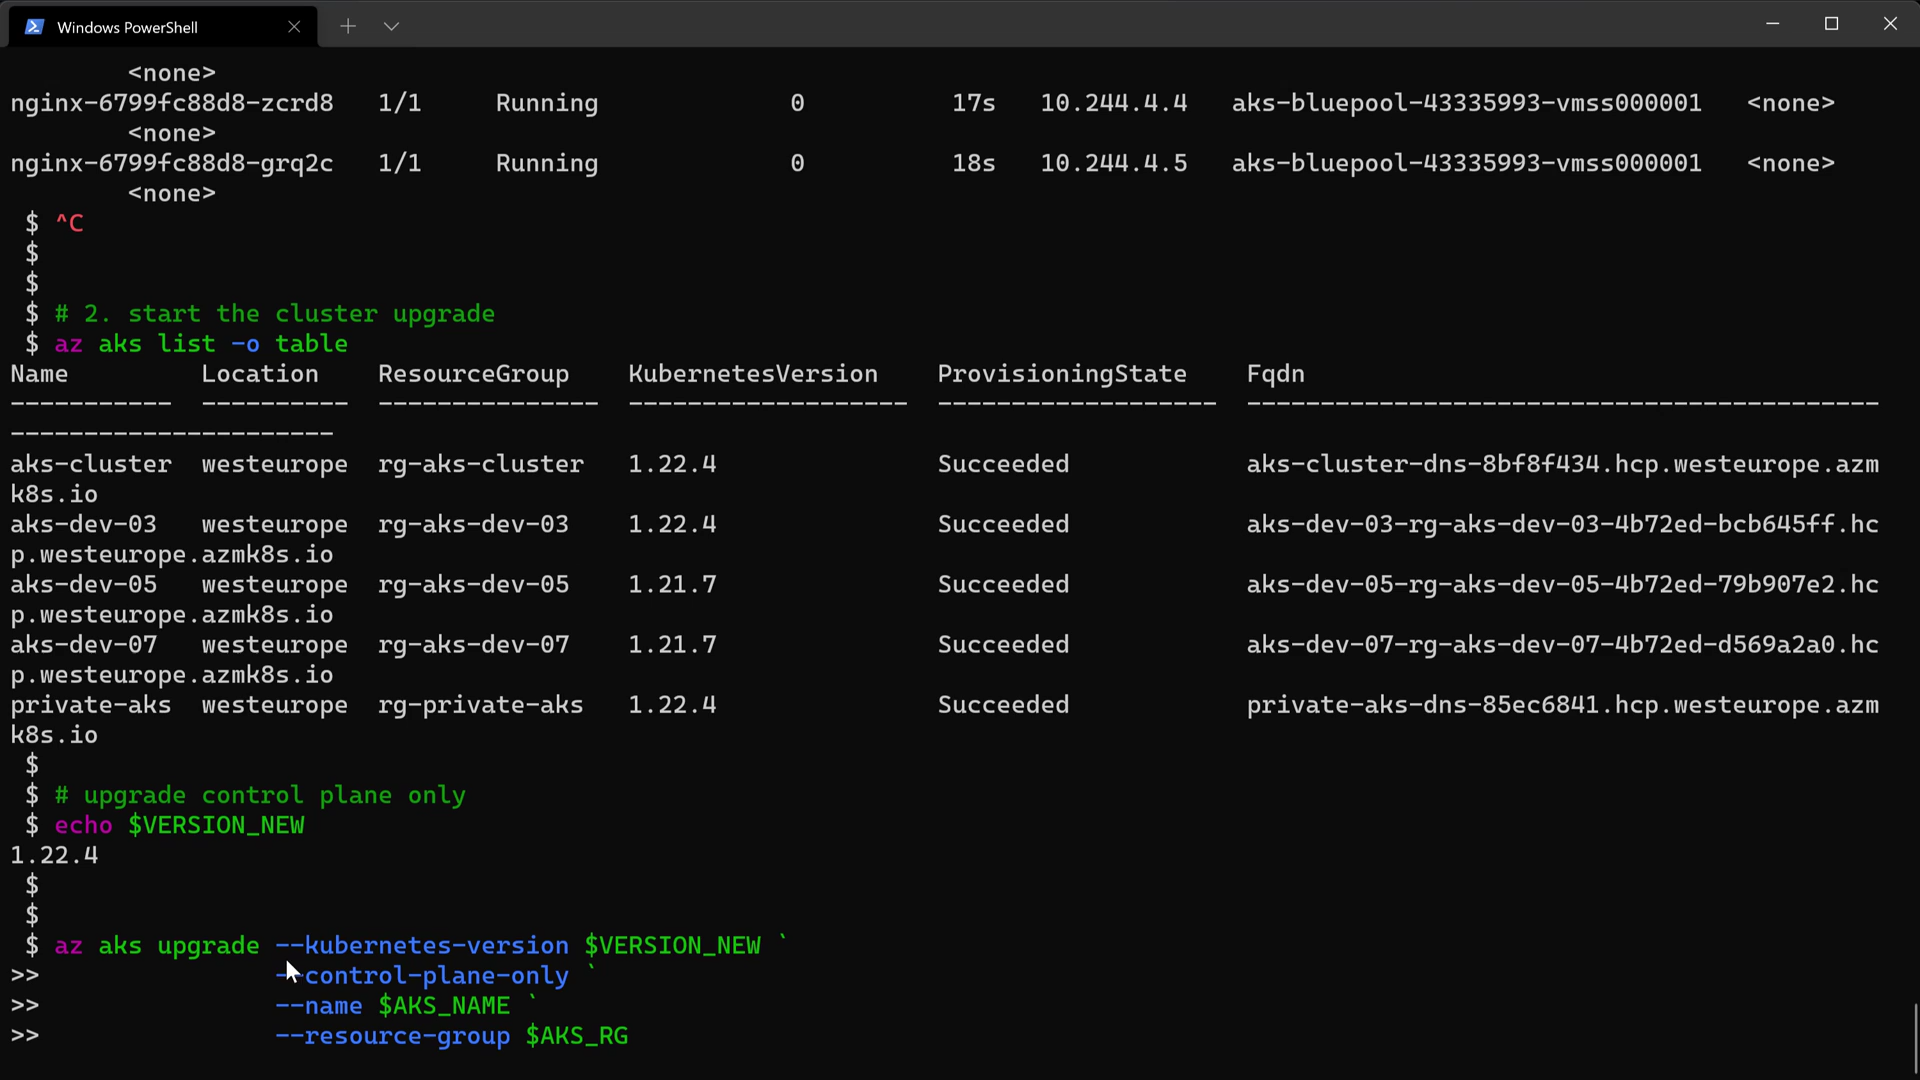 Windows PowerShell
<none>
nginx-6799fc88d8-zcrd8 1/1 Running 0 17s 10.244.4.4 aks-bluepool-43335993-vmss000001 <none>
<none>
nginx-6799fc88d8-grq2c 1/1 Running 0 18s 10.244.4.5 aks-bluepool-43335993-vmss000001 <none>
<none>
$ ^C
$
$
$ # 2. start the cluster upgrade
$ az aks list -o table
Name Location ResourceGroup KubernetesVersion ProvisioningState Fqdn
----------- ---------- --------------- ------------------- ------------------- -------------------------------------------
----------------------
aks-cluster westeurope rg-aks-cluster 1.22.4 Succeeded aks-cluster-dns-8bf8f434.hcp.westeurope.azm
k8s.io
aks-dev-03 westeurope rg-aks-dev-03 1.22.4 Succeeded aks-dev-03-rg-aks-dev-03-4b72ed-bcb645ff.hc
p.westeurope.azmk8s.io
aks-dev-05 westeurope rg-aks-dev-05 1.21.7 Succeeded aks-dev-05-rg-aks-dev-05-4b72ed-79b907e2.hc
p.westeurope.azmk8s.io
aks-dev-07 westeurope rg-aks-dev-07 1.21.7 Succeeded aks-dev-07-rg-aks-dev-07-4b72ed-d569a2a0.hc
p.westeurope.azmk8s.io
private-aks westeurope rg-private-aks 1.22.4 Succeeded private-aks-dns-85ec6841.hcp.westeurope.azm
k8s.io
$
$ # upgrade control plane only
$ echo $VERSION_NEW
1.22.4
$
$
$ az aks upgrade --kubernetes-version $VERSION_NEW `
>> --control-plane-only `
>> --name $AKS_NAME `
>> --resource-group $AKS_RG